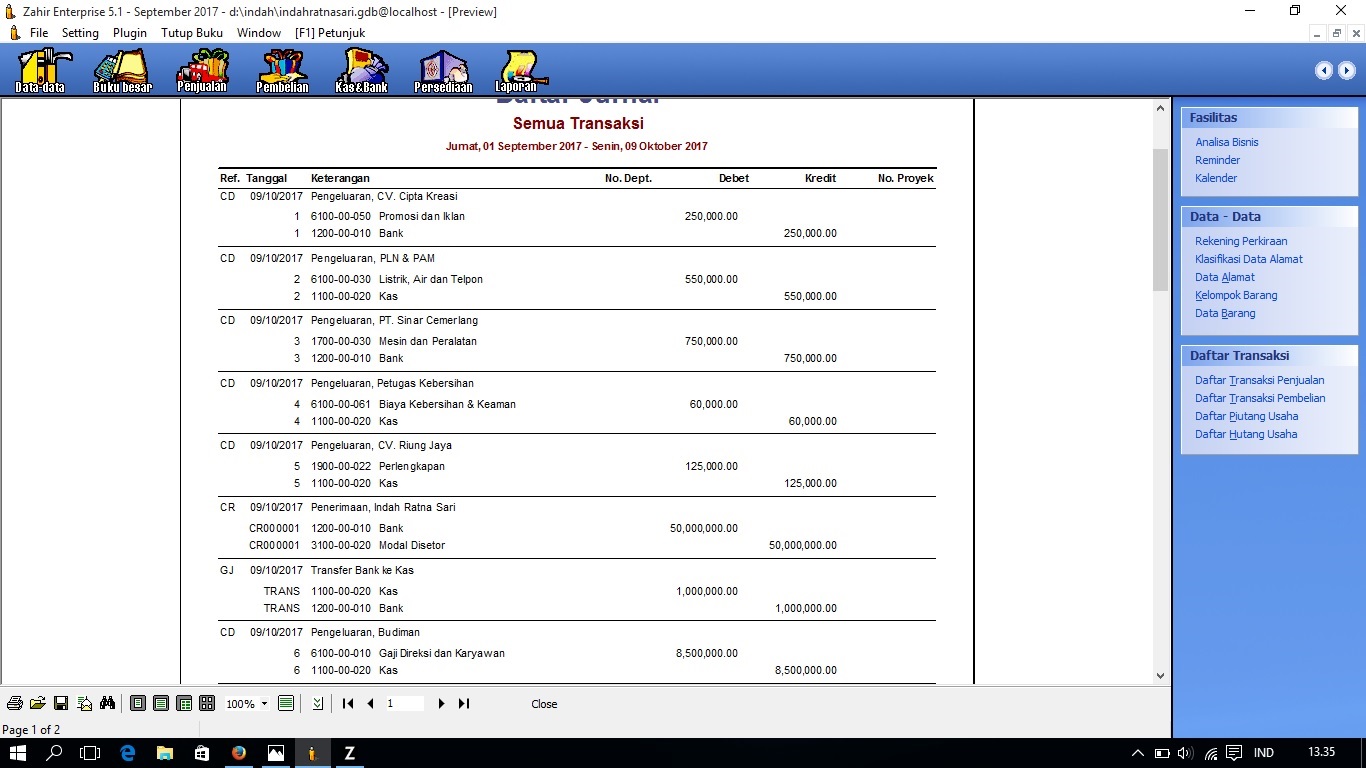 Zahir Enterprise 5.1 - September 2017 - d:\indah\indahratnasari.gdb@localhost - [Preview]
File Setting Plugin Tutup Buku Window [F1] Petunjuk
Data-data Buku besar Penjualan Pembelian Kas&Bank Persediaan Laporan
Daftar Jurnal
Semua Transaksi
Jumat, 01 September 2017 - Senin, 09 Oktober 2017
Ref. Tanggal Keterangan No. Dept. Debet Kredit No. Proyek
CD 09/10/2017 Pengeluaran, CV. Cipta Kreasi
1 6100-00-050 Promosi dan Iklan 250,000.00
1 1200-00-010 Bank 250,000.00
CD 09/10/2017 Pengeluaran, PLN & PAM
2 6100-00-030 Listrik, Air dan Telpon 550,000.00
2 1100-00-020 Kas 550,000.00
CD 09/10/2017 Pengeluaran, PT. Sinar Cemerlang
3 1700-00-030 Mesin dan Peralatan 750,000.00
3 1200-00-010 Bank 750,000.00
CD 09/10/2017 Pengeluaran, Petugas Kebersihan
4 6100-00-061 Biaya Kebersihan & Keaman 60,000.00
4 1100-00-020 Kas 60,000.00
CD 09/10/2017 Pengeluaran, CV. Riung Jaya
5 1900-00-022 Perlengkapan 125,000.00
5 1100-00-020 Kas 125,000.00
CR 09/10/2017 Penerimaan, Indah Ratna Sari
CR000001 1200-00-010 Bank 50,000,000.00
CR000001 3100-00-020 Modal Disetor 50,000,000.00
GJ 09/10/2017 Transfer Bank ke Kas
TRANS 1100-00-020 Kas 1,000,000.00
TRANS 1200-00-010 Bank 1,000,000.00
CD 09/10/2017 Pengeluaran, Budiman
6 6100-00-010 Gaji Direksi dan Karyawan 8,500,000.00
6 1100-00-020 Kas 8,500,000.00
Fasilitas
Analisa Bisnis
Reminder
Kalender
Data - Data
Rekening Perkiraan
Klasifikasi Data Alamat
Data Alamat
Kelompok Barang
Data Barang
Daftar Transaksi
Daftar Transaksi Penjualan
Daftar Transaksi Pembelian
Daftar Piutang Usaha
Daftar Hutang Usaha
100% 1 Close
Page 1 of 2
Z IND 13.35